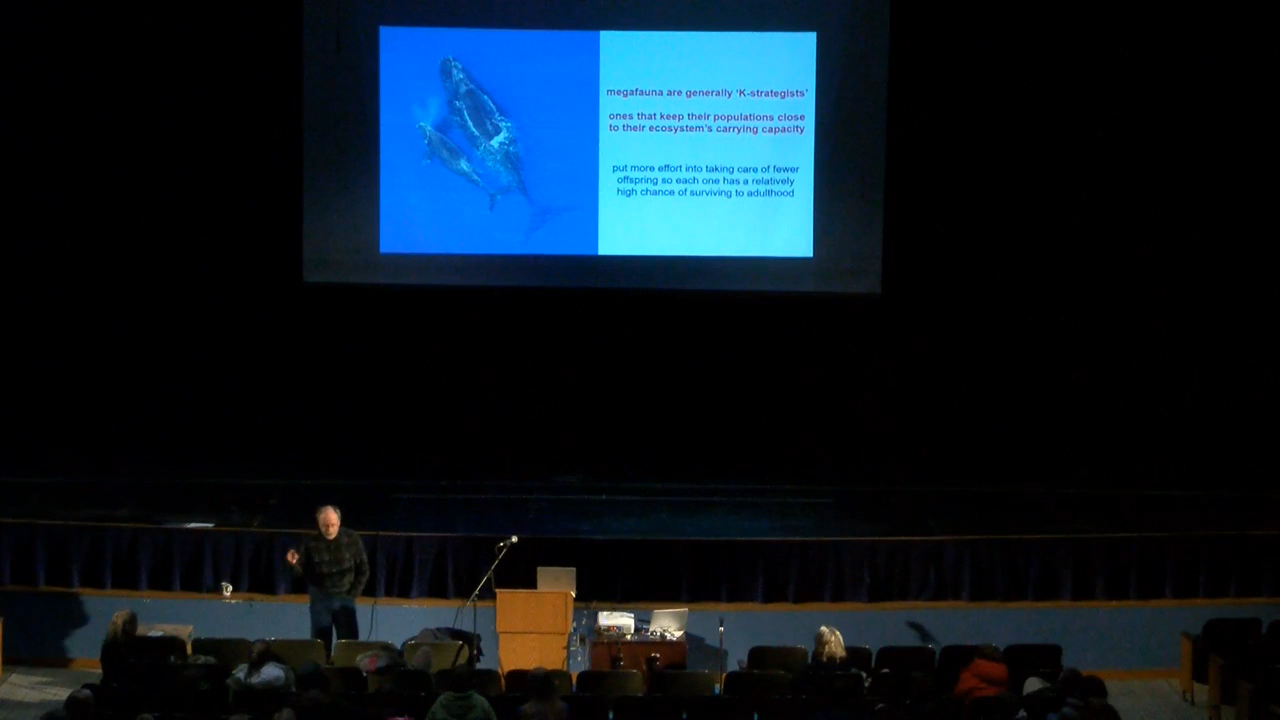 megafauna are generally 'K-strategists'
ones that keep their populations close
to their ecosystem's carrying capacity
put more effort into taking care of fewer
offspring so each one has a relatively
high chance of surviving to adulthood